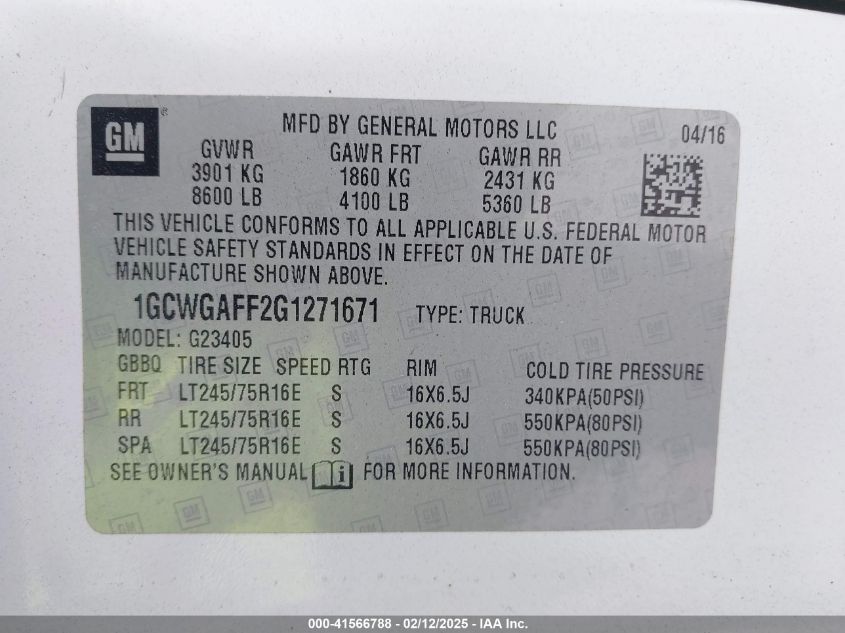 GM ®
MFD BY GENERAL MOTORS LLC 04/16
GVWR GAWR FRT GAWR RR
3901 KG 1860 KG 2431 KG
8600 LB 4100 LB 5360 LB
THIS VEHICLE CONFORMS TO ALL APPLICABLE U.S. FEDERAL MOTOR
VEHICLE SAFETY STANDARDS IN EFFECT ON THE DATE OF
MANUFACTURE SHOWN ABOVE.
1GCWGAFF2G1271671 TYPE: TRUCK
MODEL: G23405
GBBQ TIRE SIZE SPEED RTG RIM COLD TIRE PRESSURE
FRT LT245/75R16E S 16X6.5J 340KPA(50PSI)
RR LT245/75R16E S 16X6.5J 550KPA(80PSI)
SPA LT245/75R16E S 16X6.5J 550KPA(80PSI)
SEE OWNER'S MANUAL FOR MORE INFORMATION.
000-41566788 - 02/12/2025 - IAA Inc.